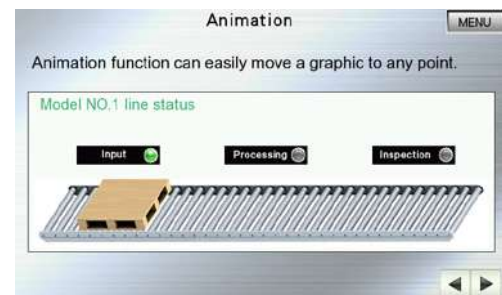 Animation
MENU
Animation function can easily move a graphic to any point.
Model NO.1 line status
Input
Processing
Inspection